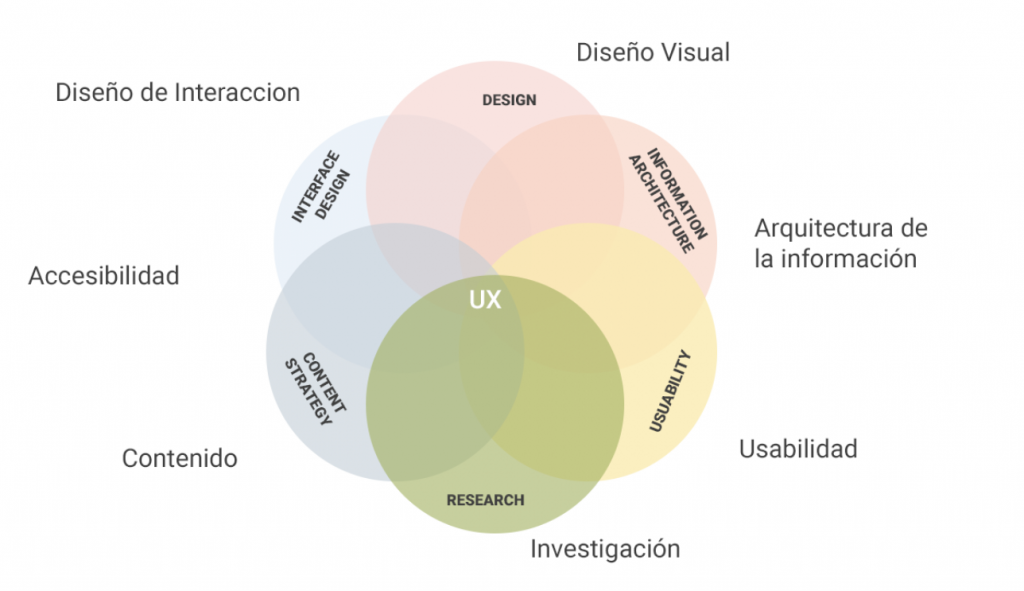 Diseño Visual
Diseño de Interaccion
DESIGN
INTERFACE
DESIGN
INFORMATION
ARCHITECTURE
Arquitectura de
la información
Accesibilidad
UX
CONTENT
STRATEGY
USUABILITY
Contenido
Usabilidad
RESEARCH
Investigación